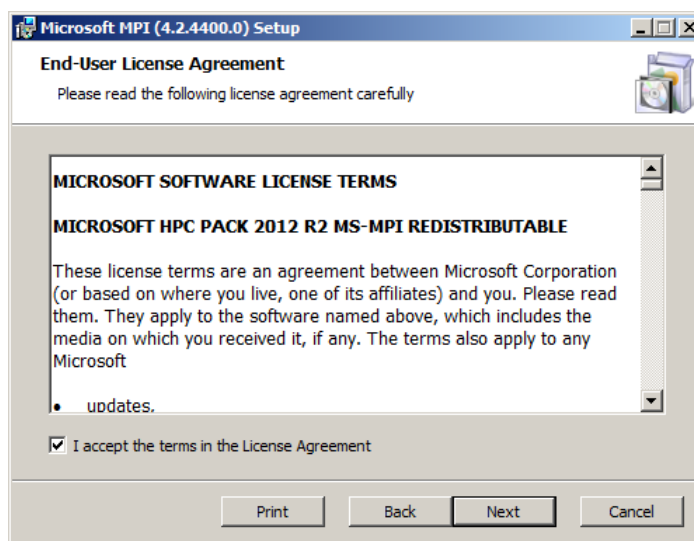 Microsoft MPI (4.2.4400.0) Setup
End-User License Agreement
Please read the following license agreement carefully
MICROSOFT SOFTWARE LICENSE TERMS
MICROSOFT HPC PACK 2012 R2 MS-MPI REDISTRIBUTABLE
These license terms are an agreement between Microsoft Corporation
(or based on where you live, one of its affiliates) and you. Please read
them. They apply to the software named above, which includes the
media on which you received it, if any. The terms also apply to any
Microsoft
• updates,
I accept the terms in the License Agreement
Print Back Next Cancel